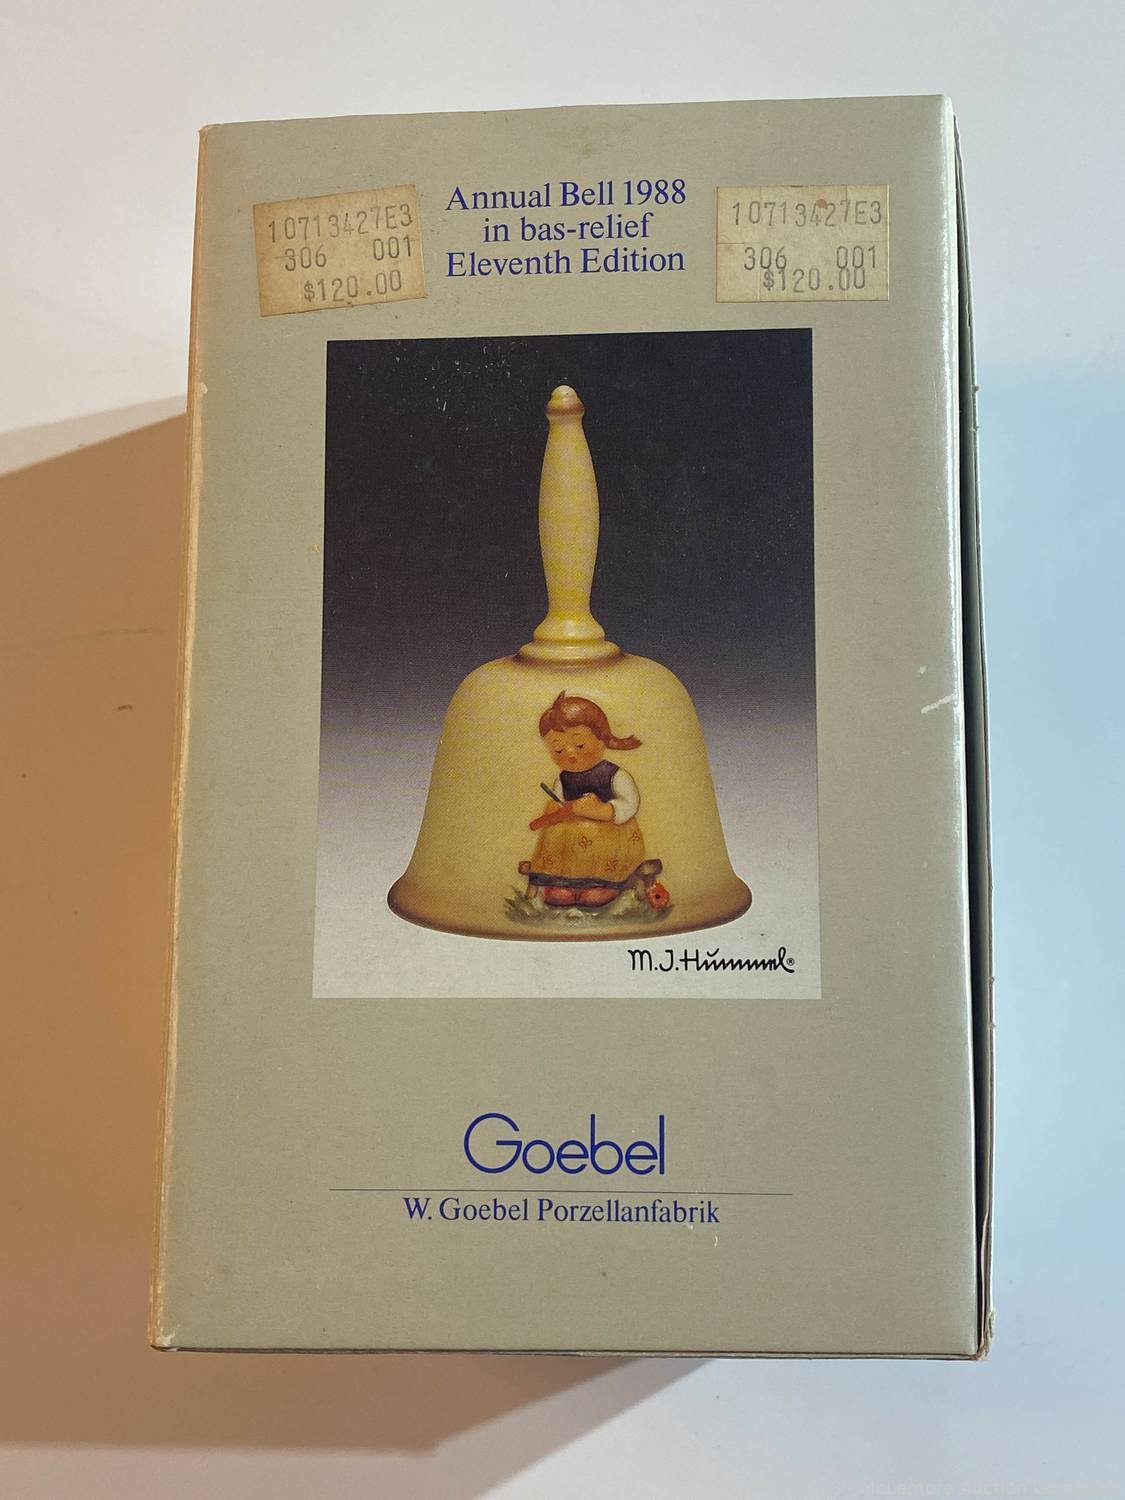 Annual Bell 1988
in bas-relief
Eleventh Edition
10713427E3
306 001
$120.00
10713427E3
306 001
$120.00
M.J.Hummel®
Goebel
W. Goebel Porzellanfabrik